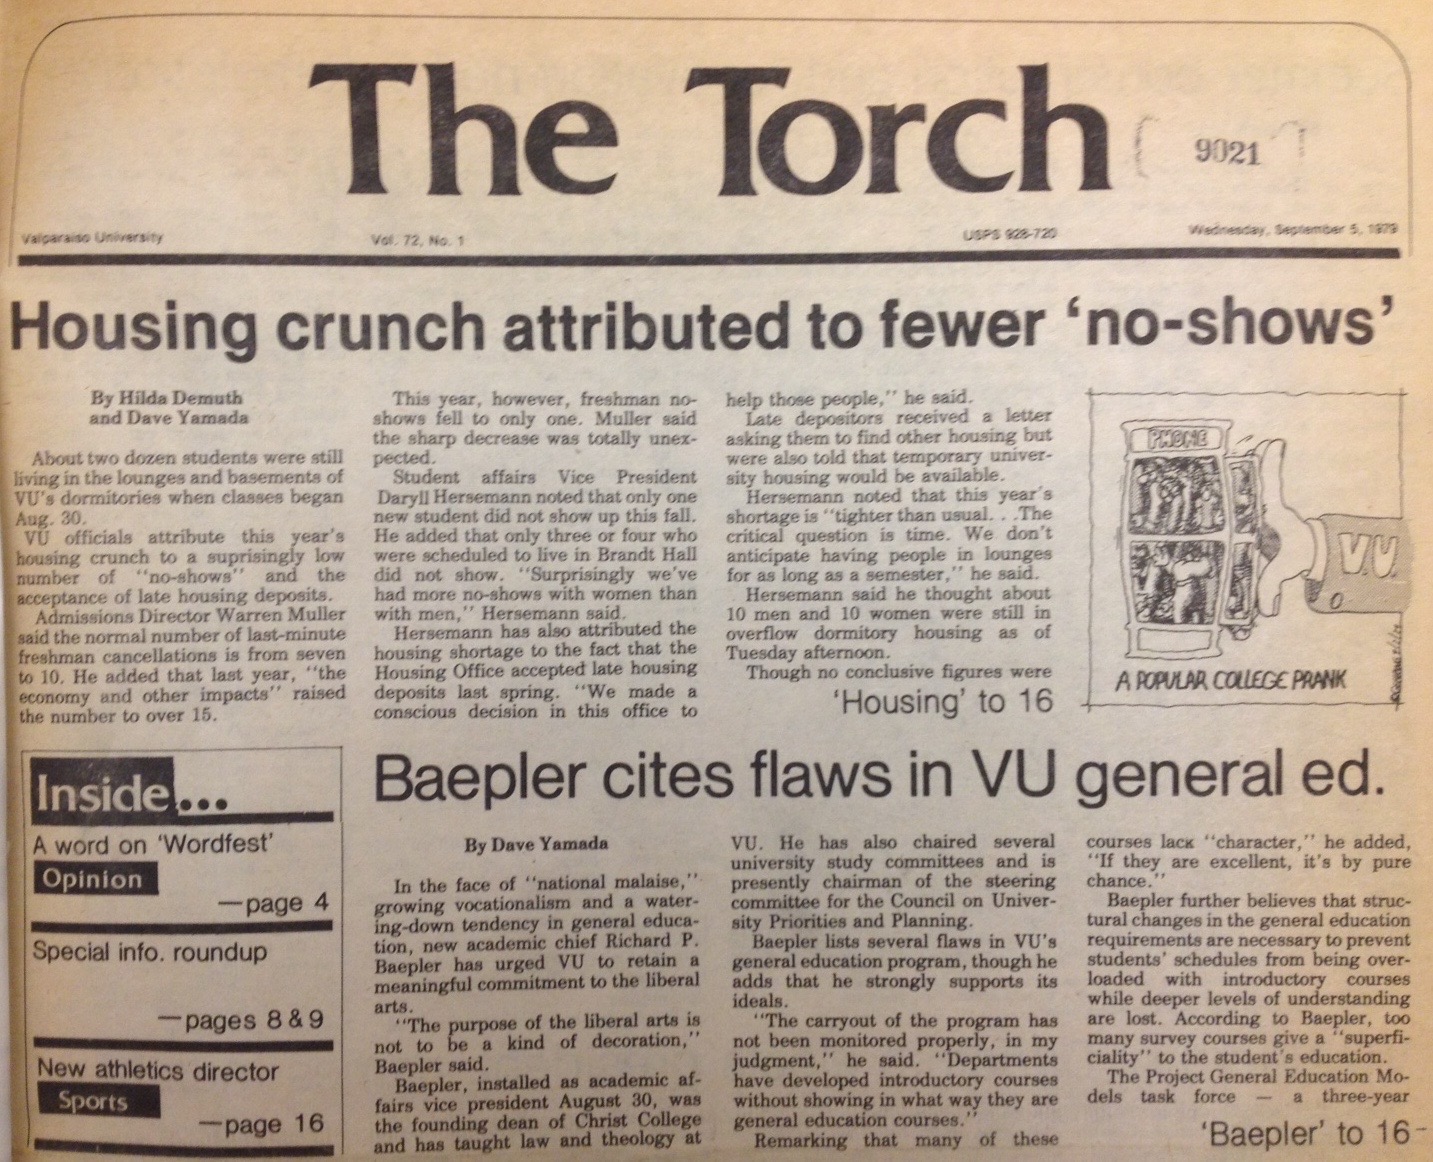 The Torch
9021
Valparaiso University
Vol. 72, No. 1
USPS 928-720
Wednesday, September 5, 1979
Housing crunch attributed to fewer 'no-shows'
By Hilda Demuth
and Dave Yamada
About two dozen students were still
living in the lounges and basements of
VU's dormitories when classes began
Aug. 30.
VU officials attribute this year's
housing crunch to a suprisingly low
number of "no-shows" and the
acceptance of late housing deposits.
Admissions Director Warren Muller
said the normal number of last-minute
freshman cancellations is from seven
to 10. He added that last year, "the
economy and other impacts" raised
the number to over 15.
This year, however, freshman no-
shows fell to only one. Muller said
the sharp decrease was totally unex-
pected.
Student affairs Vice President
Daryll Hersemann noted that only one
new student did not show up this fall.
He added that only three or four who
were scheduled to live in Brandt Hall
did not show. "Surprisingly we've
had more no-shows with women than
with men," Hersemann said.
Hersemann has also attributed the
housing shortage to the fact that the
Housing Office accepted late housing
deposits last spring. "We made a
conscious decision in this office to
help those people," he said.
Late depositors received a letter
asking them to find other housing but
were also told that temporary univer-
sity housing would be available.
Hersemann noted that this year's
shortage is "tighter than usual. . .The
critical question is time. We don't
anticipate having people in lounges
for as long as a semester," he said.
Hersemann said he thought about
10 men and 10 women were still in
overflow dormitory housing as of
Tuesday afternoon.
Though no conclusive figures were
'Housing' to 16
PHONE
VU
A POPULAR COLLEGE PRANK
Inside...
A word on 'Wordfest'
Opinion
—page 4
Special info. roundup
—pages 8 & 9
New athletics director
Sports
—page 16
Baepler cites flaws in VU general ed.
By Dave Yamada
In the face of "national malaise,"
growing vocationalism and a water-
ing-down tendency in general educa-
tion, new academic chief Richard P.
Baepler has urged VU to retain a
meaningful commitment to the liberal
arts.
"The purpose of the liberal arts is
not to be a kind of decoration,"
Baepler said.
Baepler, installed as academic af-
fairs vice president August 30, was
the founding dean of Christ College
and has taught law and theology at
VU. He has also chaired several
university study committees and is
presently chairman of the steering
committee for the Council on Univer-
sity Priorities and Planning.
Baepler lists several flaws in VU's
general education program, though he
adds that he strongly supports its
ideals.
"The carryout of the program has
not been monitored properly, in my
judgment," he said. "Departments
have developed introductory courses
without showing in what way they are
general education courses."
Remarking that many of these
courses lack "character," he added,
"If they are excellent, it's by pure
chance."
Baepler further believes that struc-
tural changes in the general education
requirements are necessary to prevent
students' schedules from being over-
loaded with introductory courses
while deeper levels of understanding
are lost. According to Baepler, too
many survey courses give a "superfi-
ciality" to the student's education.
The Project General Education Mo-
dels task force — a three-year
'Baepler' to 16